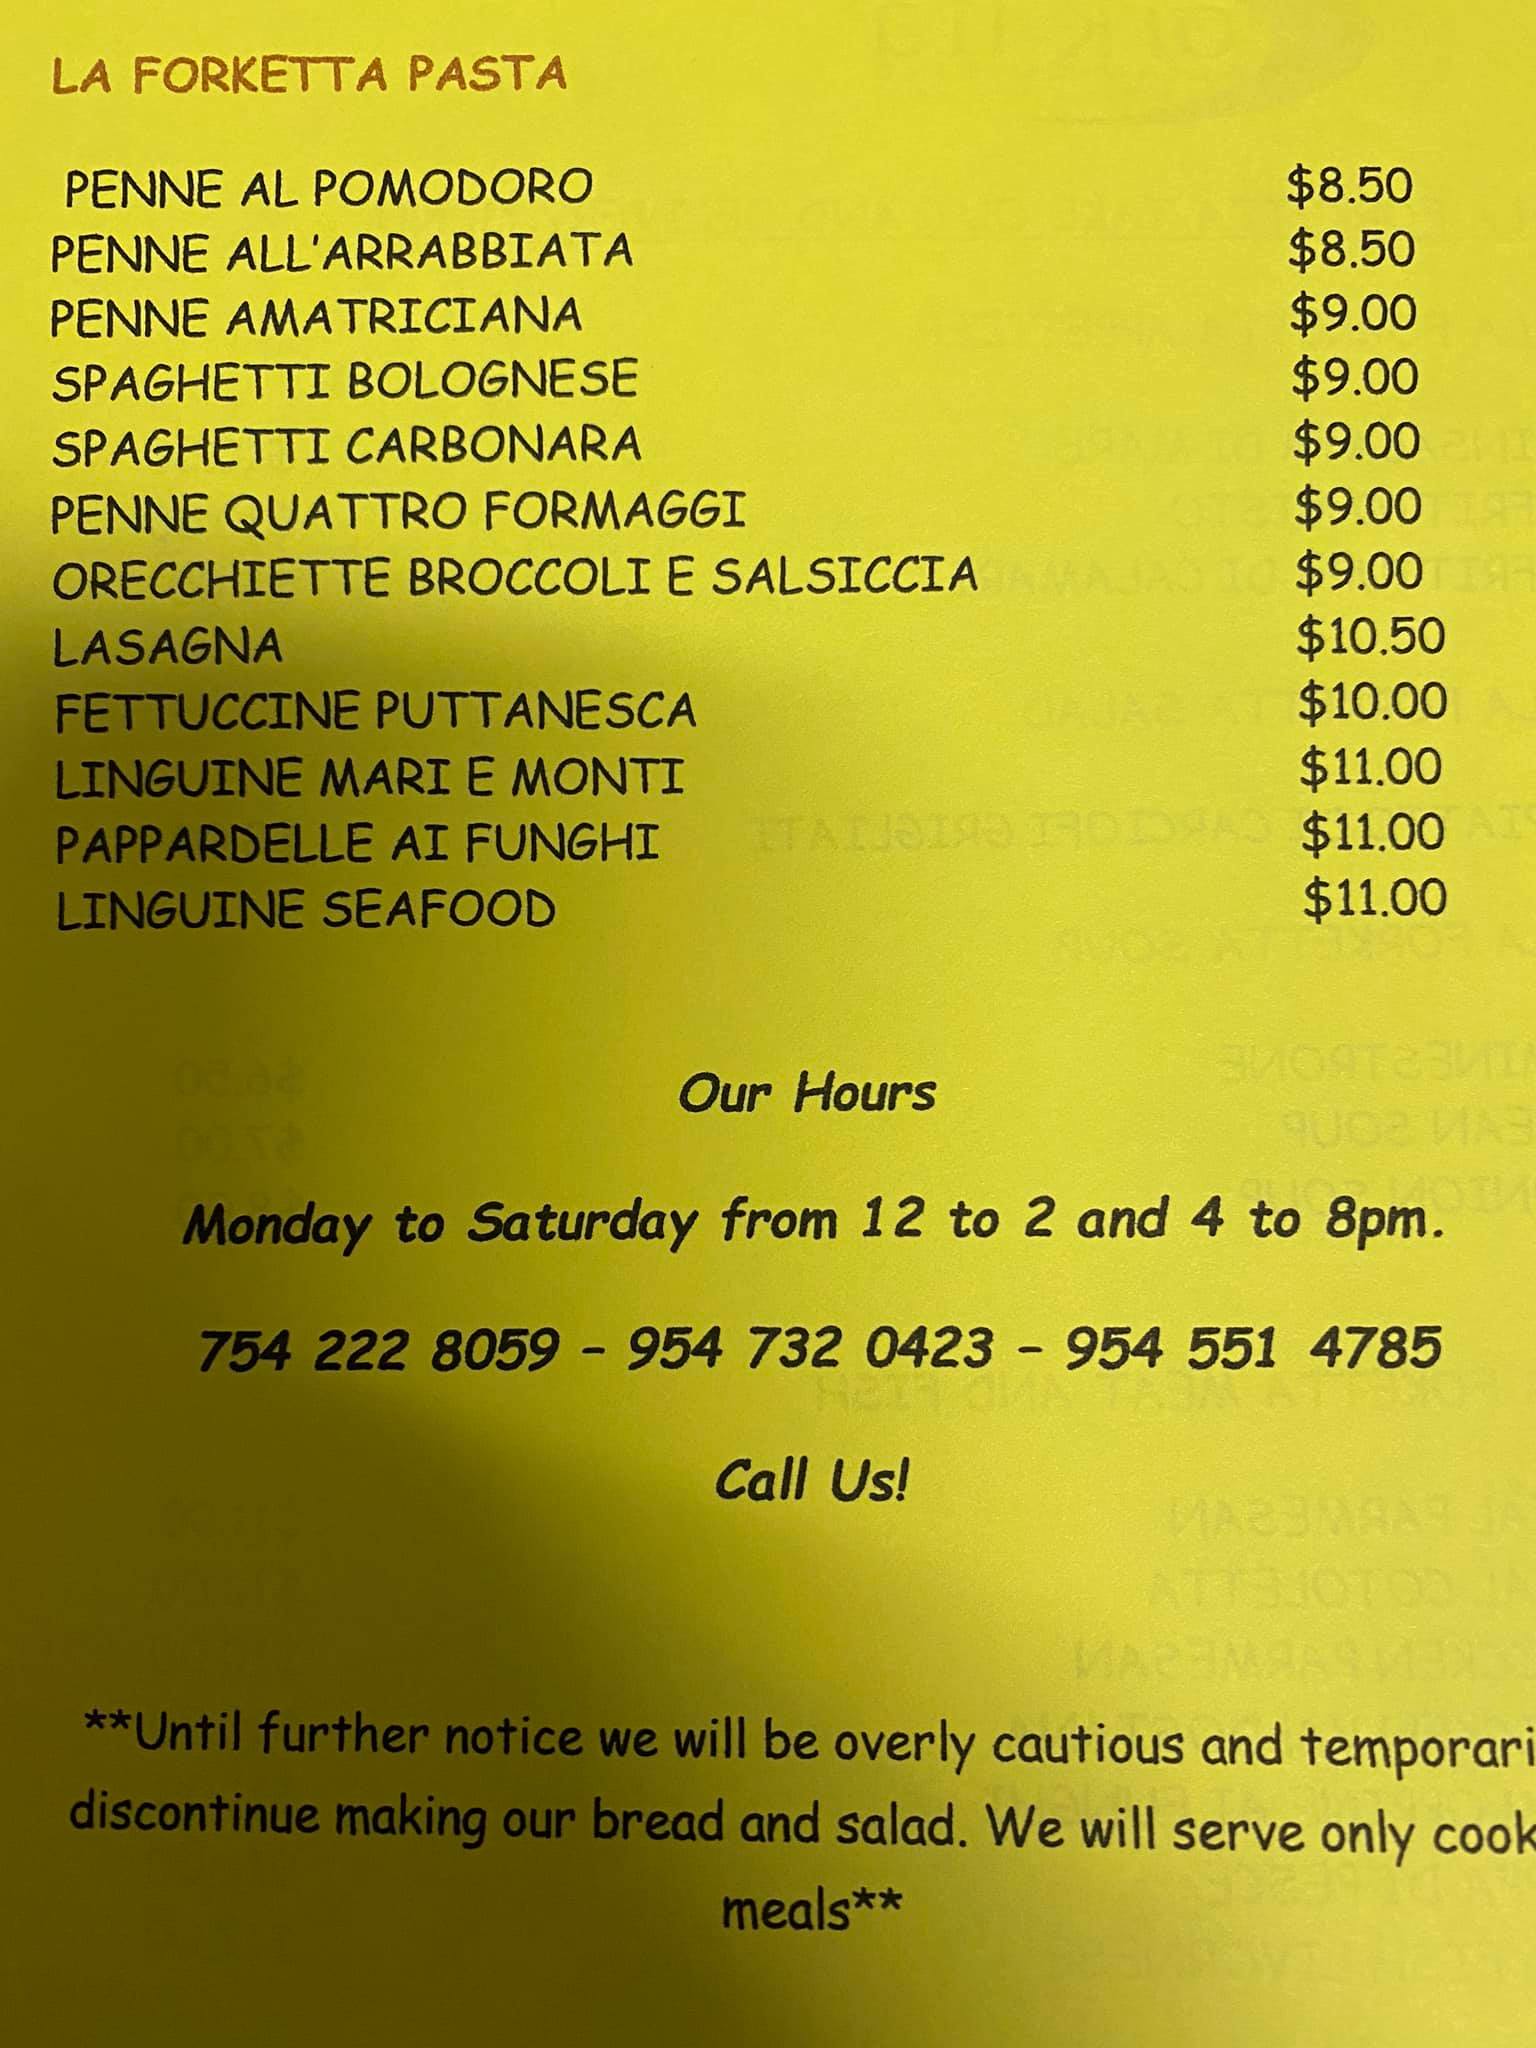 LA FORKETTA PASTA
PENNE AL POMODORO $8.50
PENNE ALL'ARRABBIATA $8.50
PENNE AMATRICIANA $9.00
SPAGHETTI BOLOGNESE $9.00
SPAGHETTI CARBONARA $9.00
PENNE QUATTRO FORMAGGI $9.00
ORECCHIETTE BROCCOLI E SALSICCIA $9.00
LASAGNA $10.50
FETTUCCINE PUTTANESCA $10.00
LINGUINE MARI E MONTI $11.00
PAPPARDELLE AI FUNGHI $11.00
LINGUINE SEAFOOD $11.00
Our Hours
Monday to Saturday from 12 to 2 and 4 to 8pm.
754 222 8059 - 954 732 0423 - 954 551 4785
Call Us!
**Until further notice we will be overly cautious and temporari
discontinue making our bread and salad. We will serve only cook
meals**